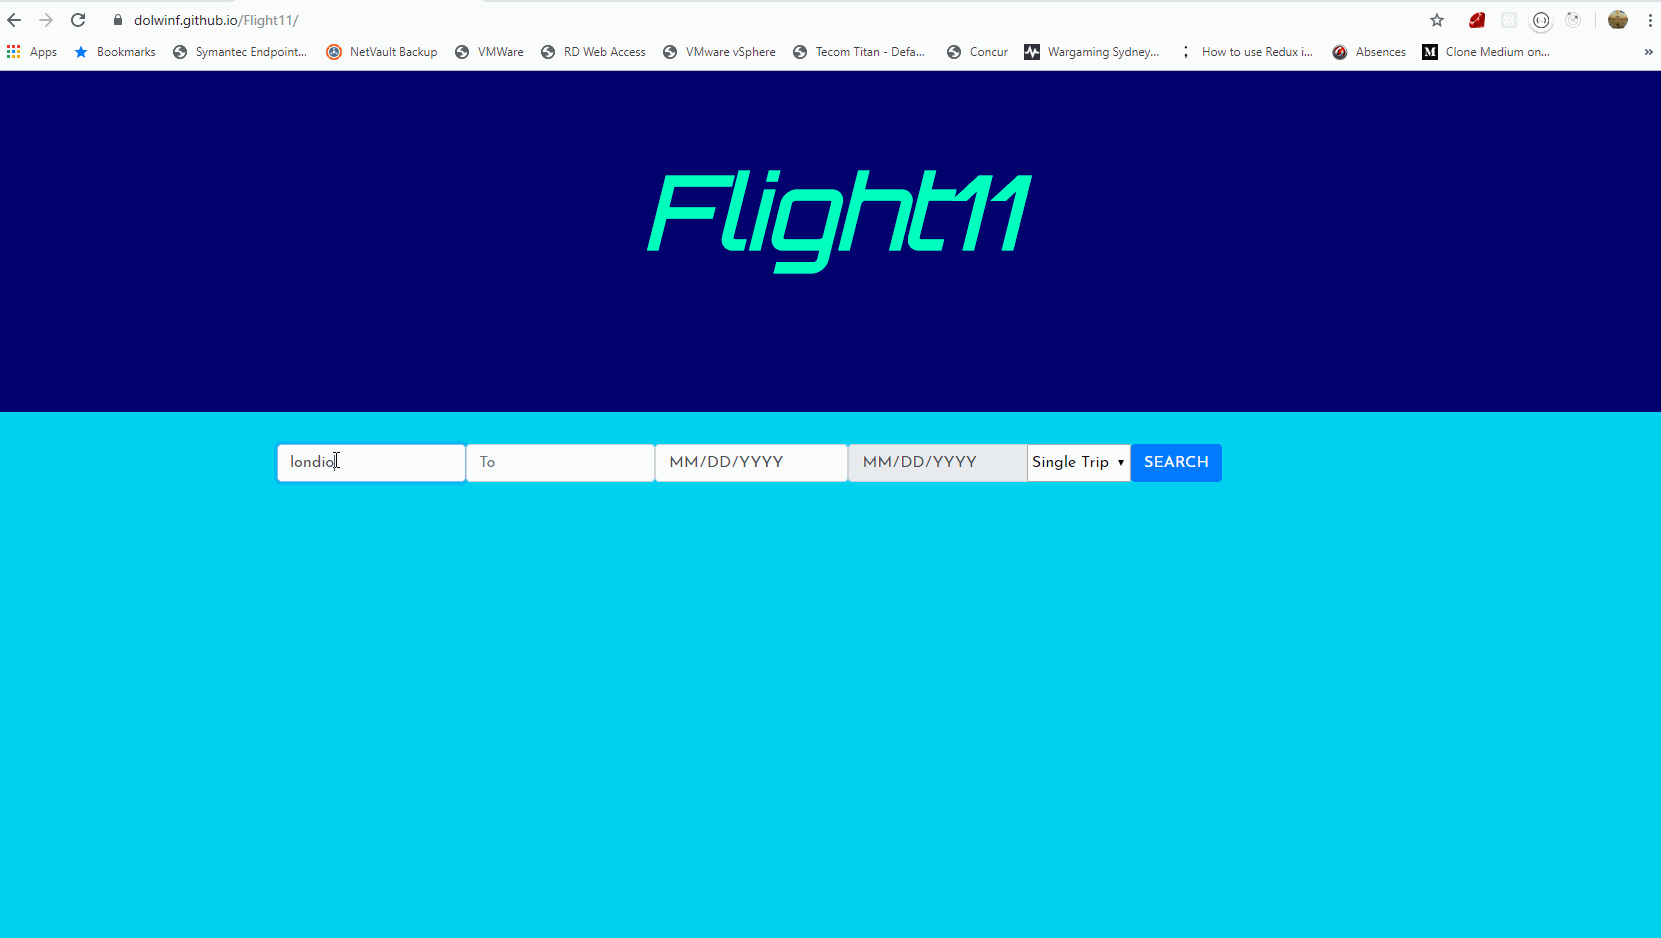 dolwinf.github.io/Flight11/
Apps Bookmarks Symantec Endpoint... NetVault Backup VMWare RD Web Access VMware vSphere Tecom Titan - Defa... Concur Wargaming Sydney... How to use Redux i... Absences M Clone Medium on... »
Flight11
londio To MM/DD/YYYY MM/DD/YYYY Single Trip SEARCH